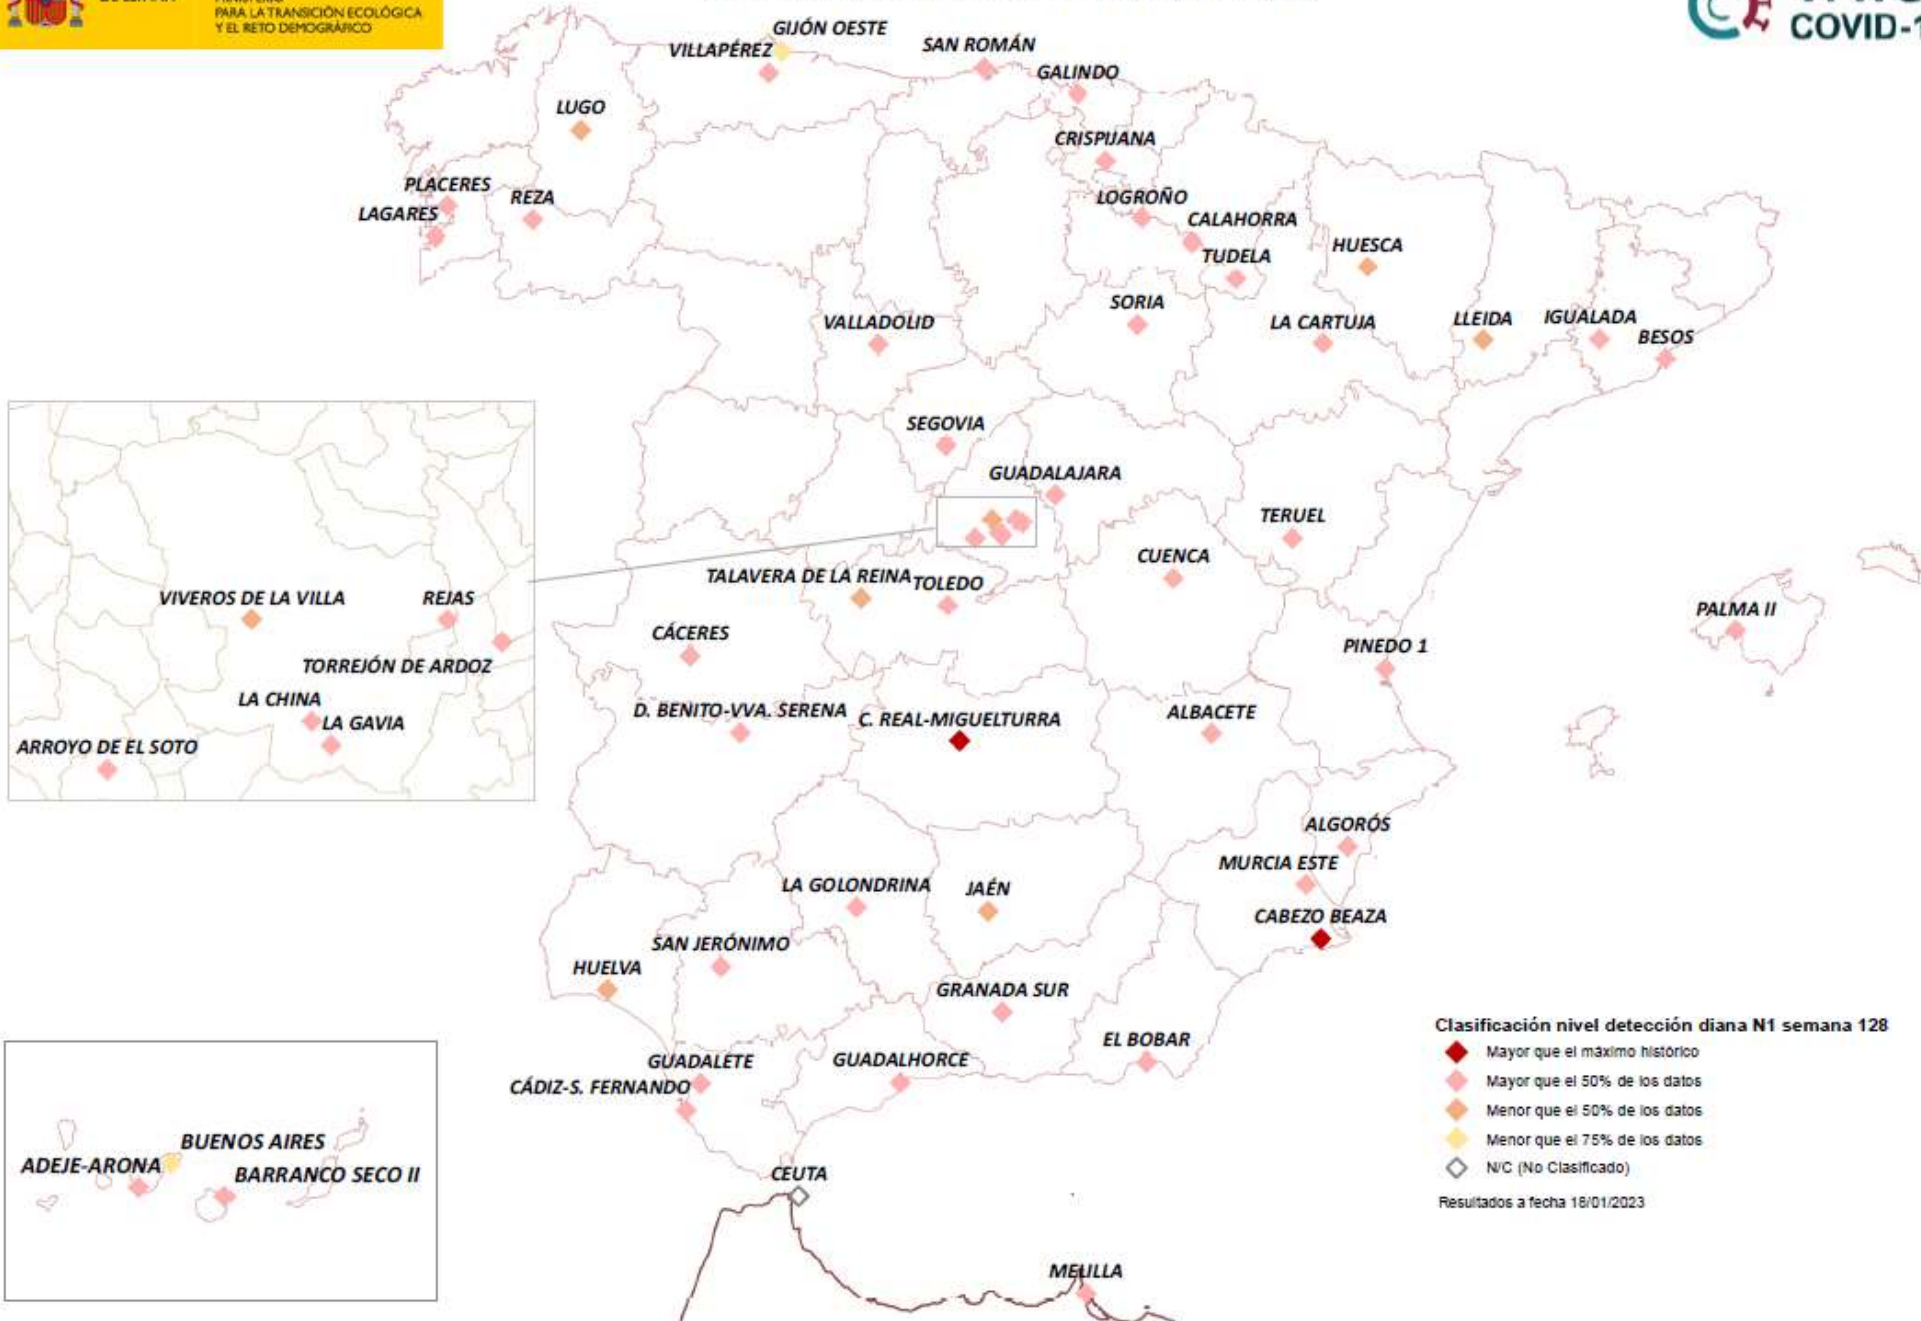 PARA LA TRANSICIÓN ECOLÓGICA
Y EL RETO DEMOGRÁFICO
COVID-1
GIJÓN OESTE
VILLAPÉREZ
SAN ROMÁN
GALINDO
LUGO
CRISPIJANA
PLACERES
REZA
LOGROÑO
LAGARES
CALAHORRA
HUESCA
TUDELA
SORIA
VALLADOLID
LA CARTUJA
LLEIDA
IGUALADA
BESOS
SEGOVIA
GUADALAJARA
TERUEL
CUENCA
TALAVERA DE LA REINA
TOLEDO
VIVEROS DE LA VILLA
REJAS
PALMA II
CÁCERES
PINEDO 1
TORREJÓN DE ARDOZ
LA CHINA
D. BENITO-VVA. SERENA
C. REAL-MIGUELTURRA
ALBACETE
LA GAVIA
ARROYO DE EL SOTO
ALGORÓS
MURCIA ESTE
LA GOLONDRINA
JAÉN
CABEZO BEAZA
SAN JERÓNIMO
HUELVA
GRANADA SUR
EL BOBAR
GUADALETE
GUADALHORCE
CÁDIZ-S. FERNANDO
BUENOS AIRES
ADEJE-ARONA
BARRANCO SECO II
CEUTA
MELILLA
Clasificación nivel detección diana N1 semana 128
Mayor que el máximo histórico
Mayor que el 50% de los datos
Menor que el 50% de los datos
Menor que el 75% de los datos
N/C (No Clasificado)
Resultados a fecha 18/01/2023